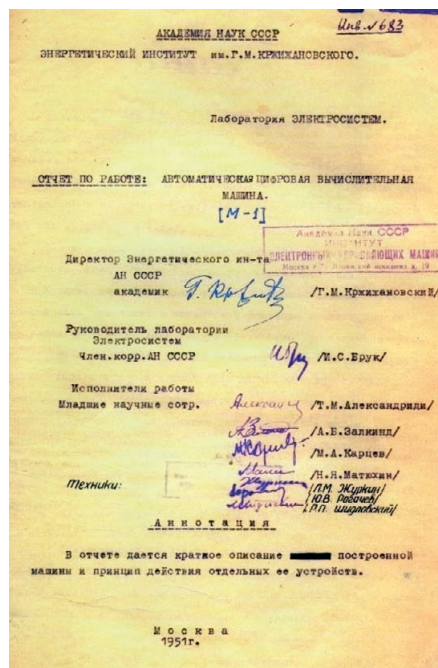 Инв.№683
АКАДЕМИЯ НАУК СССР
ЭНЕРГЕТИЧЕСКИЙ ИНСТИТУТ им.Г.М.КРЖИЖАНОВСКОГО.
Лаборатория ЭЛЕКТРОСИСТЕМ.
ОТЧЕТ ПО РАБОТЕ: АВТОМАТИЧЕСКАЯ ЦИФРОВАЯ ВЫЧИСЛИТЕЛЬНАЯ
МАШИНА.
[М-1]
Академия Наук СССР
ИНСТИТУТ
ЭЛЕКТРОННЫХ УПРАВЛЯЮЩИХ МАШИН
Москва
Директор Энергетического ин-та
АН СССР
академик /Г.М.Кржижановский/
Руководитель лаборатории
Электросистем
Член.корр.АН СССР /И.С.Брук/
Исполнители работы
Младшие научные сотр. /Т.М.Александриди/
/А.Б.Залкинд/
/М.А.Карцев/
/Н.Я.Матюхин/
Техники: /Л.М. Журкин/
/Ю.В. Рогачев/
/Р.П. Шидловский/
Аннотация
В отчете дается краткое описание построенной
машины и принцип действия отдельных ее устройств.
Москва
1951г.